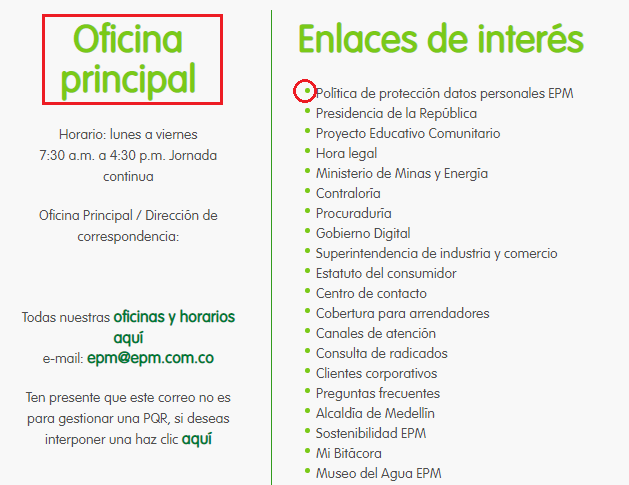 Oficina
principal
Horario: lunes a viernes
7:30 a.m. a 4:30 p.m. Jornada
continua
Oficina Principal / Dirección de
correspondencia:
Todas nuestras oficinas y horarios
aquí
e-mail: epm@epm.com.co
Ten presente que este correo no es
para gestionar una PQR, si deseas
interponer una haz clic aquí
Enlaces de interés
Política de protección datos personales EPM
Presidencia de la República
Proyecto Educativo Comunitario
Hora legal
Ministerio de Minas y Energía
Contraloría
Procuraduría
Gobierno Digital
Superintendencia de industria y comercio
Estatuto del consumidor
Centro de contacto
Cobertura para arrendadores
Canales de atención
Consulta de radicados
Clientes corporativos
Preguntas frecuentes
Alcaldía de Medellín
Sostenibilidad EPM
Mi Bitácora
Museo del Agua EPM